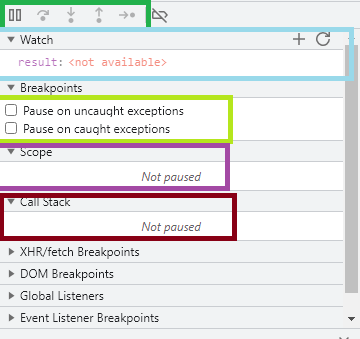 Watch
result: <not available>
Breakpoints
Pause on uncaught exceptions
Pause on caught exceptions
Scope
Not paused
Call Stack
Not paused
XHR/fetch Breakpoints
DOM Breakpoints
Global Listeners
Event Listener Breakpoints